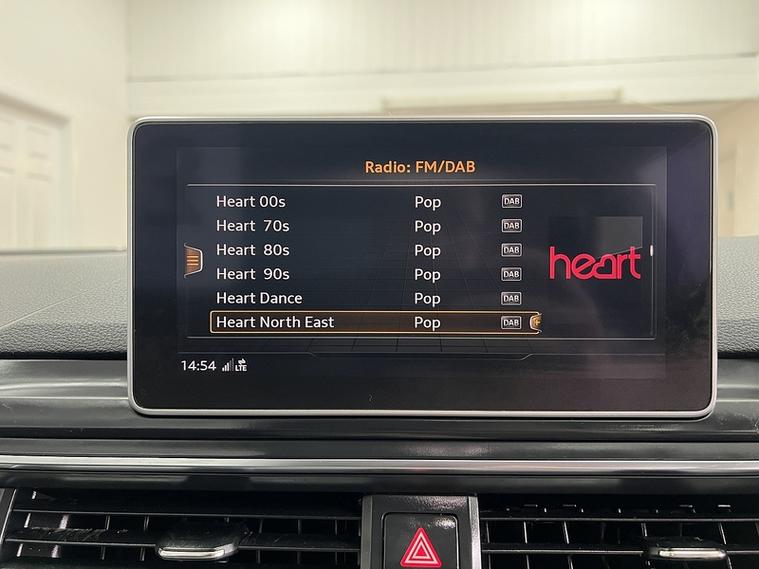 Radio: FM/DAB
Heart 00s Pop DAB
Heart 70s Pop DAB
Heart 80s Pop DAB
heart
Heart 90s Pop DAB
Heart Dance Pop DAB
Heart North East Pop DAB
14:54 LTE